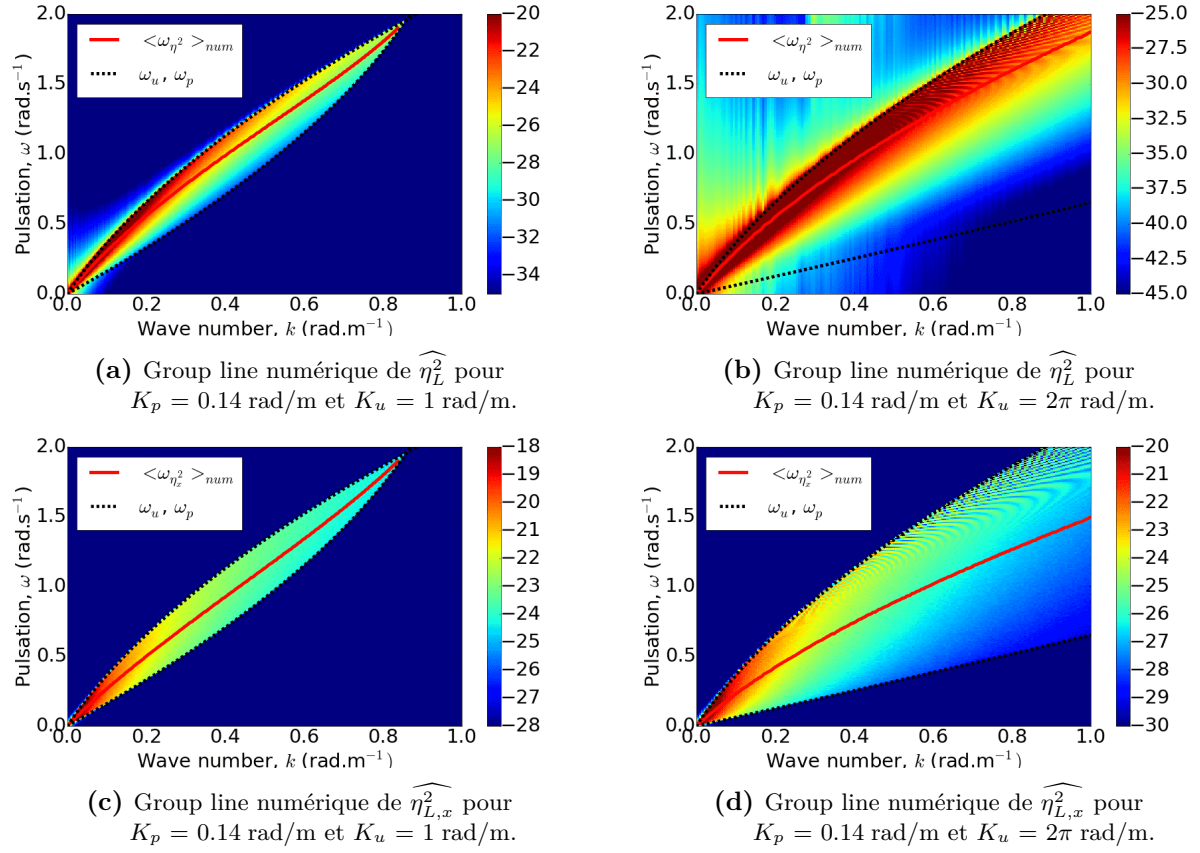 2.0
1.5
1.0
0.5
0.0
0.0 0.2 0.4 0.6 0.8 1.0
Pulsation, ω (rad.s⁻¹)
Wave number, k (rad.m⁻¹)
<ω_{η²}>_{num}
ω_u, ω_p
−20
−22
−24
−26
28
30
32
34
2.0
1.5
1.0
0.5
0.0
0.0 0.2 0.4 0.6 0.8 1.0
Pulsation, ω (rad.s⁻¹)
Wave number, k (rad.m⁻¹)
<ω_{η²}>_{num}
ω_u, ω_p
−25.0
−27.5
−30.0
−32.5
−35.0
−37.5
−40.0
−42.5
−45.0
(a) Group line numérique de \widehat{η_L^2} pour
K_p = 0.14 rad/m et K_u = 1 rad/m.
(b) Group line numérique de \widehat{η_L^2} pour
K_p = 0.14 rad/m et K_u = 2π rad/m.
2.0
1.5
1.0
0.5
0.0
0.0 0.2 0.4 0.6 0.8 1.0
Pulsation, ω (rad.s⁻¹)
Wave number, k (rad.m⁻¹)
<ω_{η_x^2}>_{num}
ω_u, ω_p
−18
−19
−20
−21
−22
−23
−24
−25
−26
−27
−28
2.0
1.5
1.0
0.5
0.0
0.0 0.2 0.4 0.6 0.8 1.0
Pulsation, ω (rad.s⁻¹)
Wave number, k (rad.m⁻¹)
<ω_{η_x^2}>_{num}
ω_u, ω_p
−20
−21
−22
−23
−24
−25
−26
−27
−28
−29
−30
(c) Group line numérique de \widehat{η_{L,x}^2} pour
K_p = 0.14 rad/m et K_u = 1 rad/m.
(d) Group line numérique de \widehat{η_{L,x}^2} pour
K_p = 0.14 rad/m et K_u = 2π rad/m.